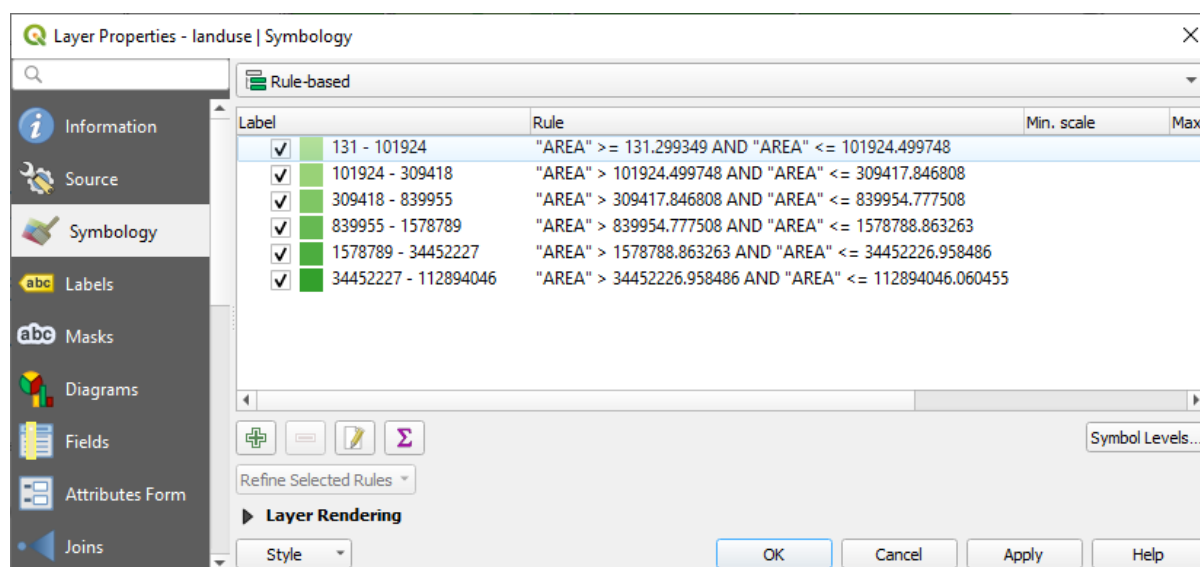 Layer Properties - landuse | Symbology
Rule-based
Information
Source
Symbology
abc Labels
abc Masks
Diagrams
Fields
Attributes Form
Joins
Label Rule Min. scale Max
131 - 101924 "AREA" >= 131.299349 AND "AREA" <= 101924.499748
101924 - 309418 "AREA" > 101924.499748 AND "AREA" <= 309417.846808
309418 - 839955 "AREA" > 309417.846808 AND "AREA" <= 839954.777508
839955 - 1578789 "AREA" > 839954.777508 AND "AREA" <= 1578788.863263
1578789 - 34452227 "AREA" > 1578788.863263 AND "AREA" <= 34452226.958486
34452227 - 112894046 "AREA" > 34452226.958486 AND "AREA" <= 112894046.060455
Σ
Symbol Levels...
Refine Selected Rules
Layer Rendering
Style OK Cancel Apply Help